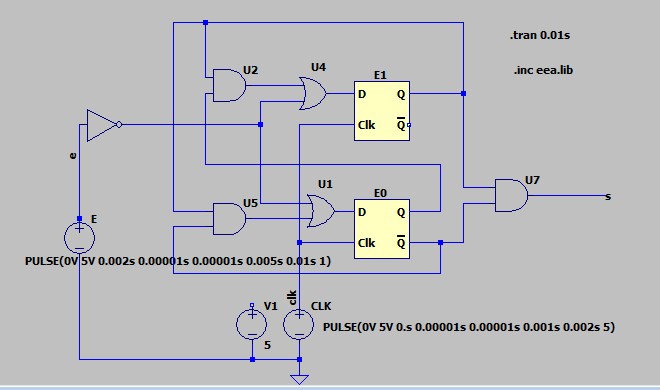 .tran 0.01s
.inc eea.lib
U2
U4
E1
D
Q
Clk
Q
e
U5
U1
E0
D
Q
Clk
Q
U7
s
E
PULSE(0V 5V 0.002s 0.00001s 0.00001s 0.005s 0.01s 1)
V1
5
clk
CLK
PULSE(0V 5V 0.s 0.00001s 0.00001s 0.001s 0.002s 5)